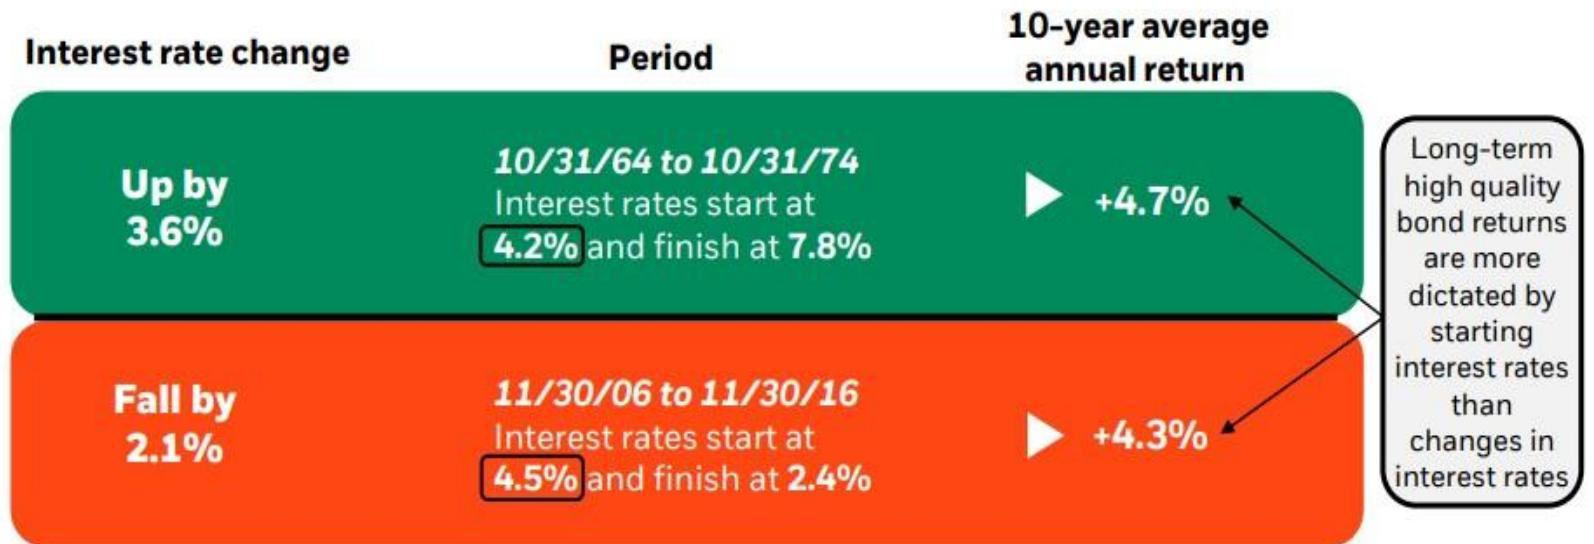 Interest rate change
Period
10-year average
annual return
Up by
3.6%
10/31/64 to 10/31/74
Interest rates start at
4.2% and finish at 7.8%
+4.7%
Fall by
2.1%
11/30/06 to 11/30/16
Interest rates start at
4.5% and finish at 2.4%
+4.3%
Long-term
high quality
bond returns
are more
dictated by
starting
interest rates
than
changes in
interest rates